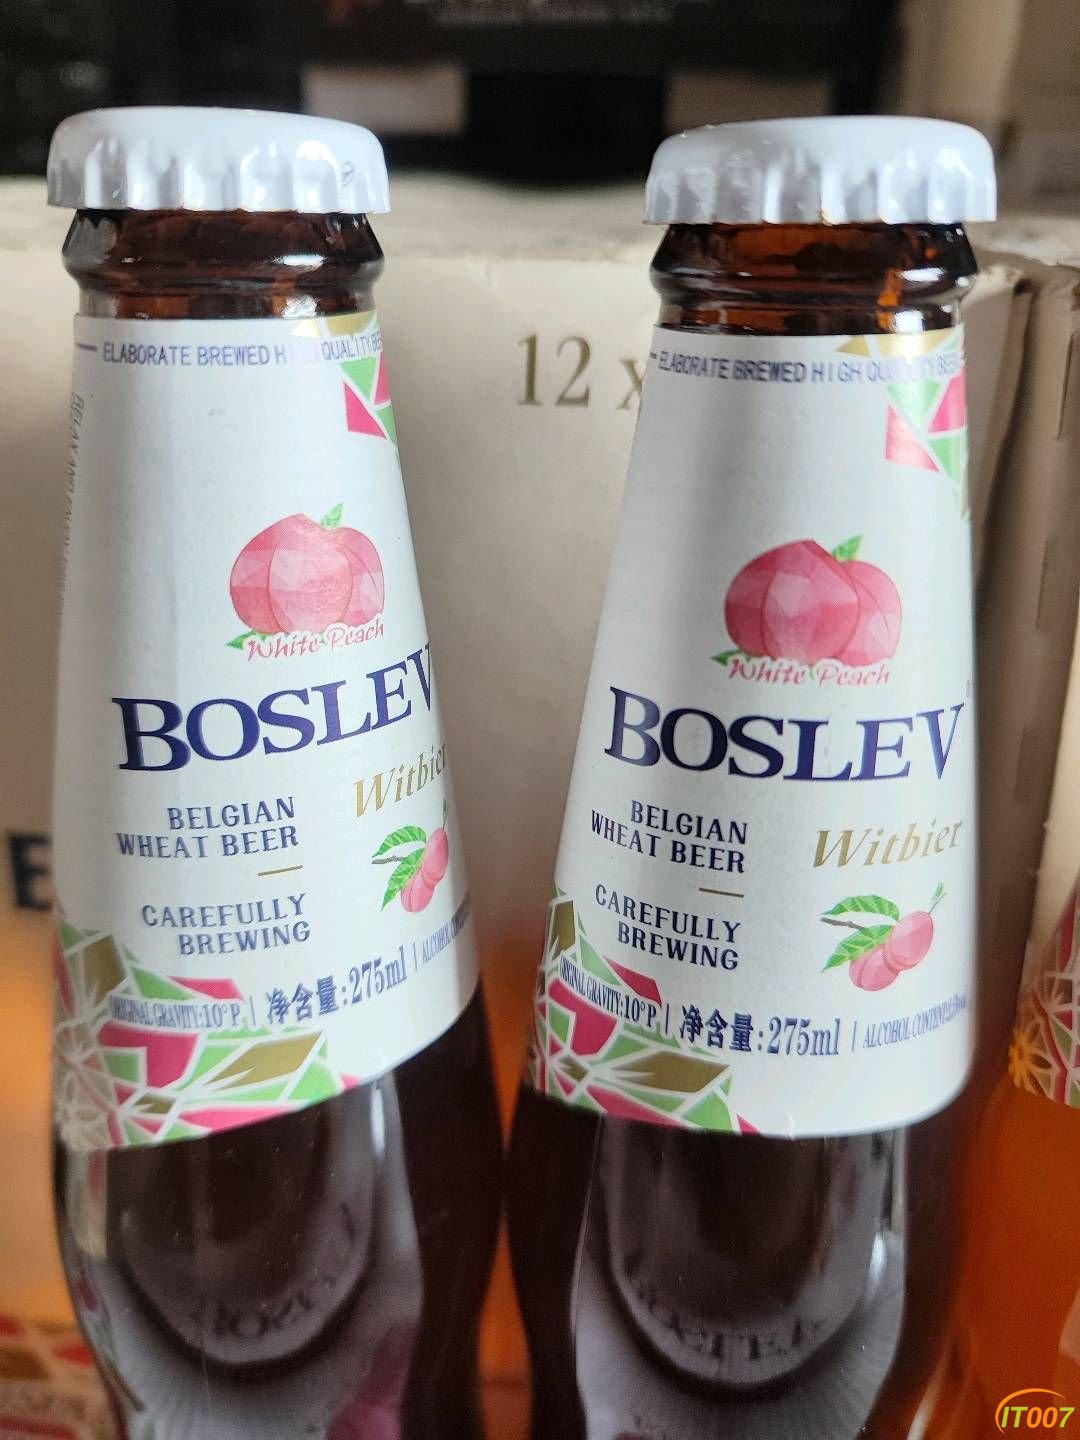 12 x
ELABORATE BREWED HIGH QUALITY BEE
White Peach
BOSLEV
Witbier
BELGIAN
WHEAT BEER
CAREFULLY
BREWING
ORIGINAL GRAVITY:10°P | 净含量:275ml | ALCOHOL
ELABORATE BREWED HIGH QUALITY BEER
White Peach
BOSLEV
BELGIAN
WHEAT BEER
Witbier
CAREFULLY
BREWING
ORIGINAL GRAVITY:10°P | 净含量:275ml | ALCOHOL CONTENT
IT007